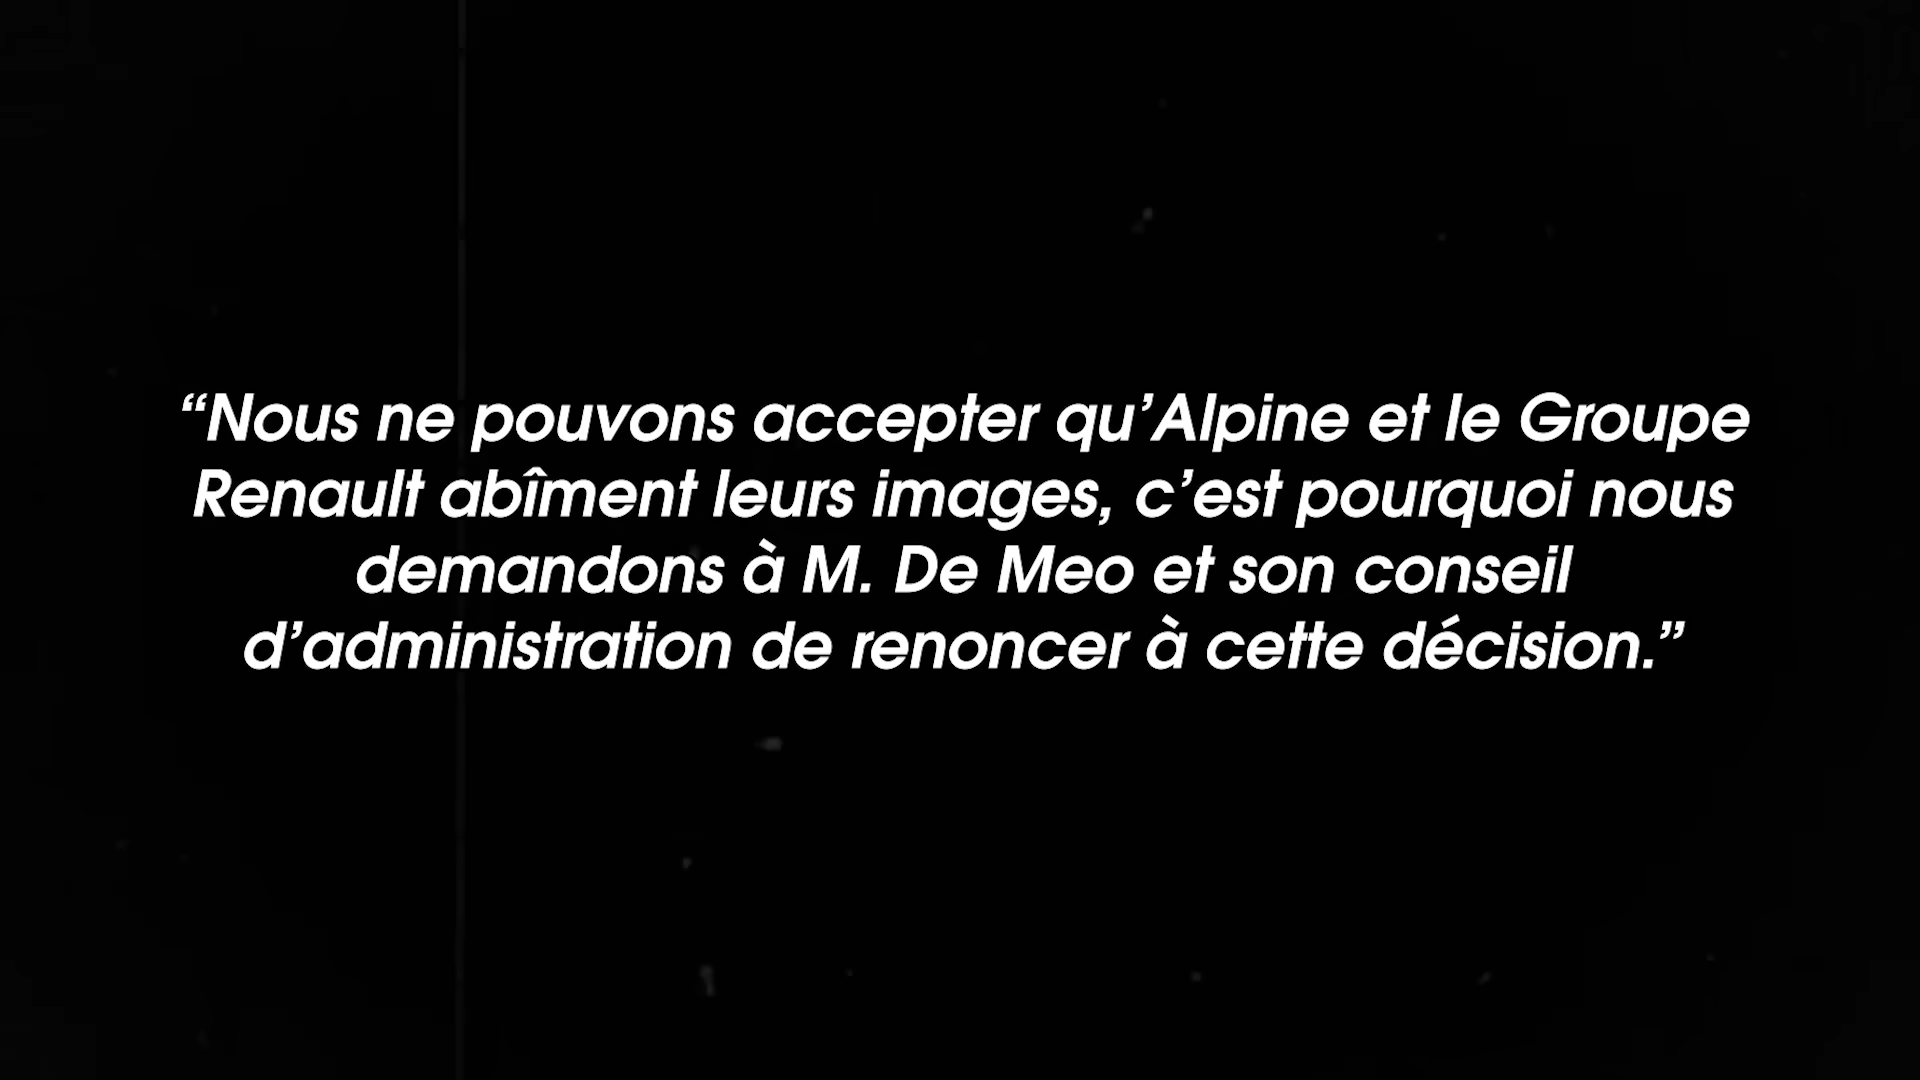 “Nous ne pouvons accepter qu’Alpine et le Groupe
Renault abîment leurs images, c’est pourquoi nous
demandons à M. De Meo et son conseil
d’administration de renoncer à cette décision.”